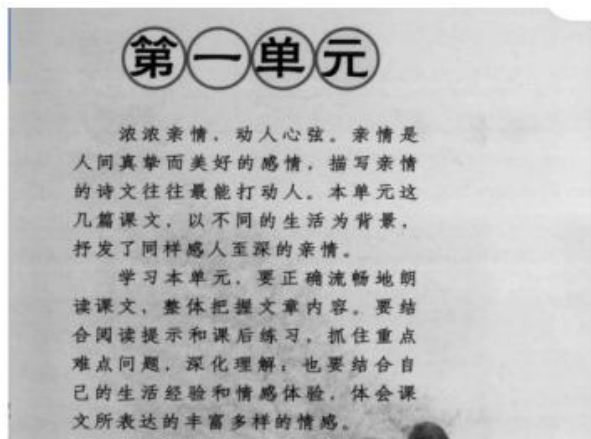 第一单元
浓浓亲情，动人心弦。亲情是
人间真挚而美好的感情，描写亲情
的诗文往往最能打动人。本单元这
几篇课文，以不同的生活为背景，
抒发了同样感人至深的亲情。
学习本单元，要正确流畅地朗
读课文，整体把握文章内容。要结
合阅读提示和课后练习，抓住重点
难点问题，深化理解；也要结合自
己的生活经验和情感体验，体会课
文所表达的丰富多样的情感。